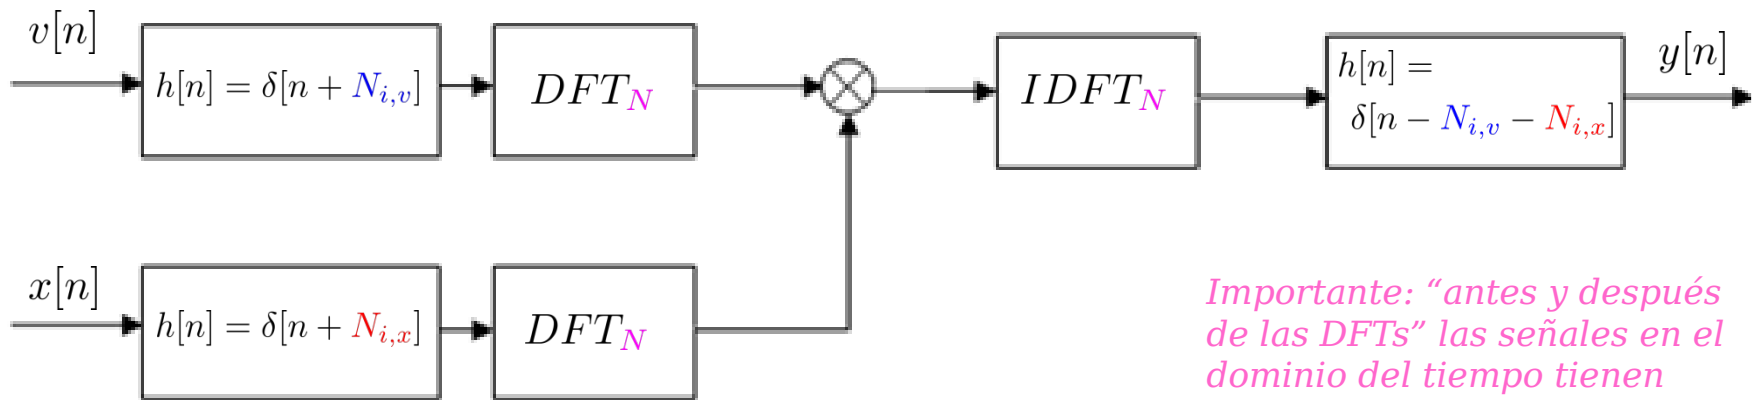 v[n]
h[n] = δ[n + N_{i,v}]
DFT_N
IDFT_N
h[n] =
δ[n − N_{i,v} − N_{i,x}]
y[n]
x[n]
h[n] = δ[n + N_{i,x}]
DFT_N
Importante: “antes y después
de las DFTs” las señales en el
dominio del tiempo tienen